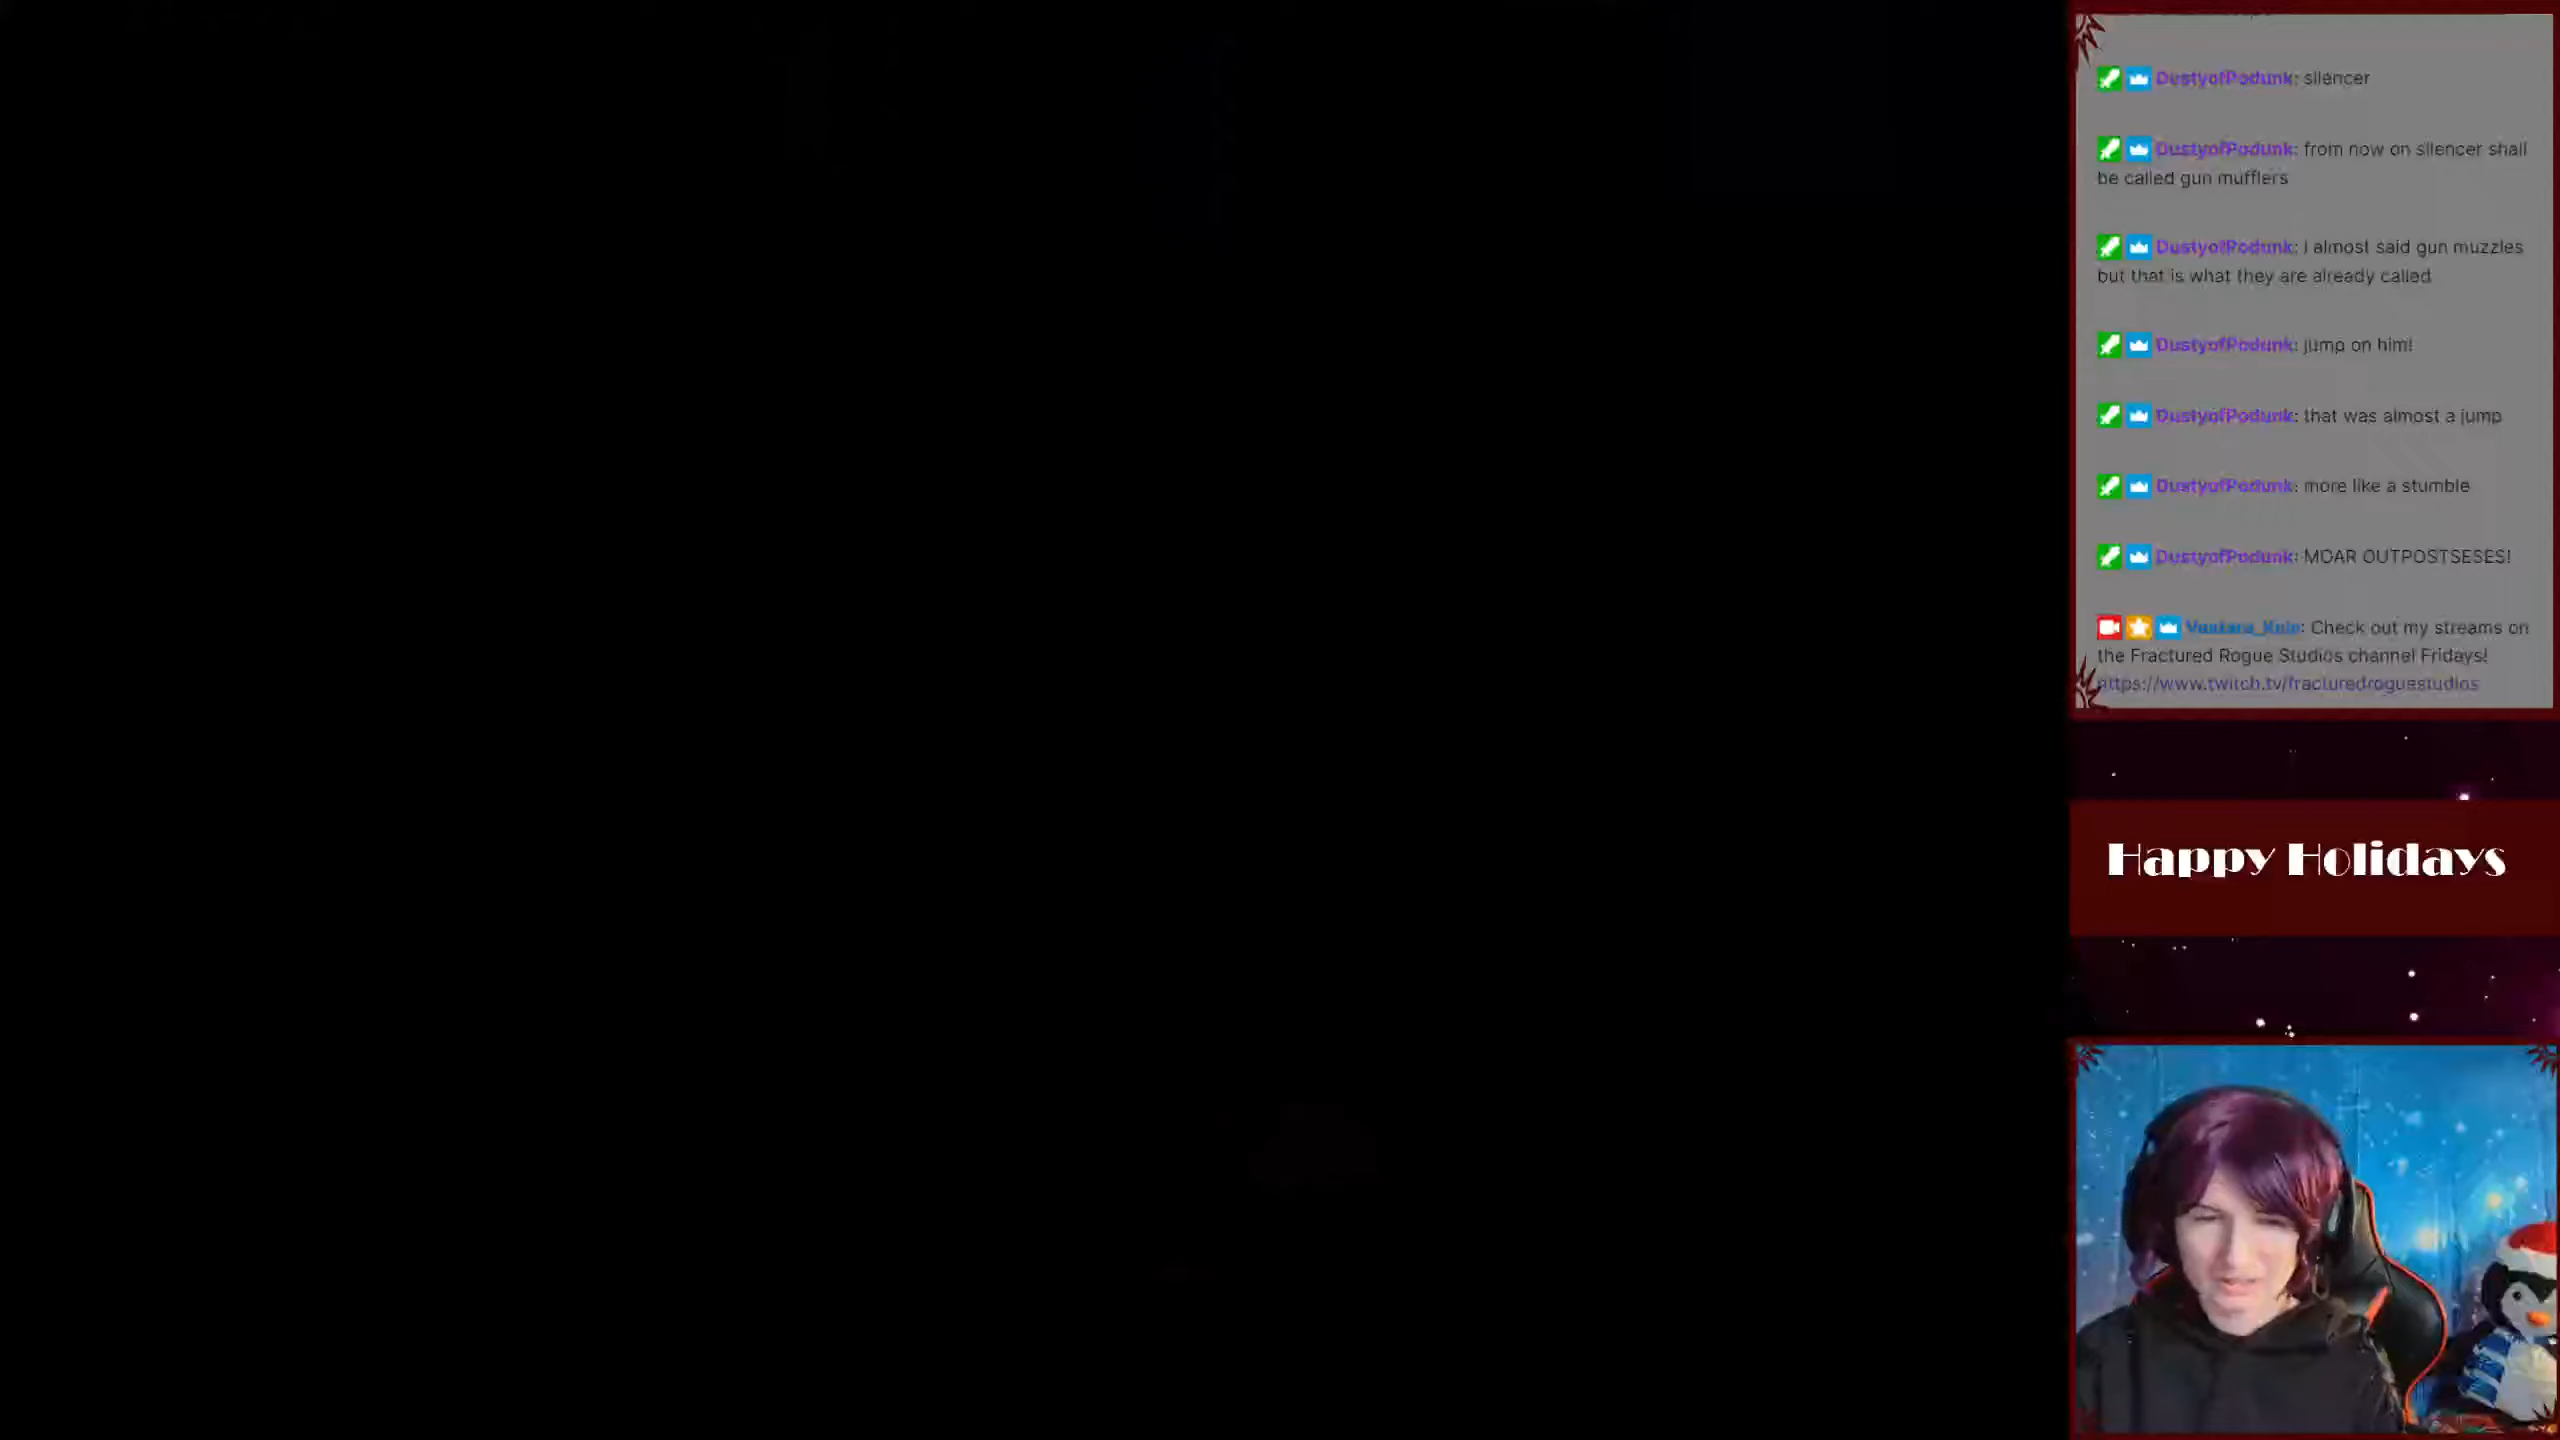 DustyofPodunk: silencer
DustyofPodunk: from now on silencer shall
be called gun mufflers
DustyofPodunk: i almost said gun muzzles
but that is what they are already called
DustyofPodunk: jump on him!
DustyofPodunk: that was almost a jump
DustyofPodunk: more like a stumble
DustyofPodunk: MOAR OUTPOSTSESES!
: Check out my streams on
the Fractured Rogue Studios channel Fridays!
https://www.twitch.tv/fracturedroguestudios
Happy Holidays